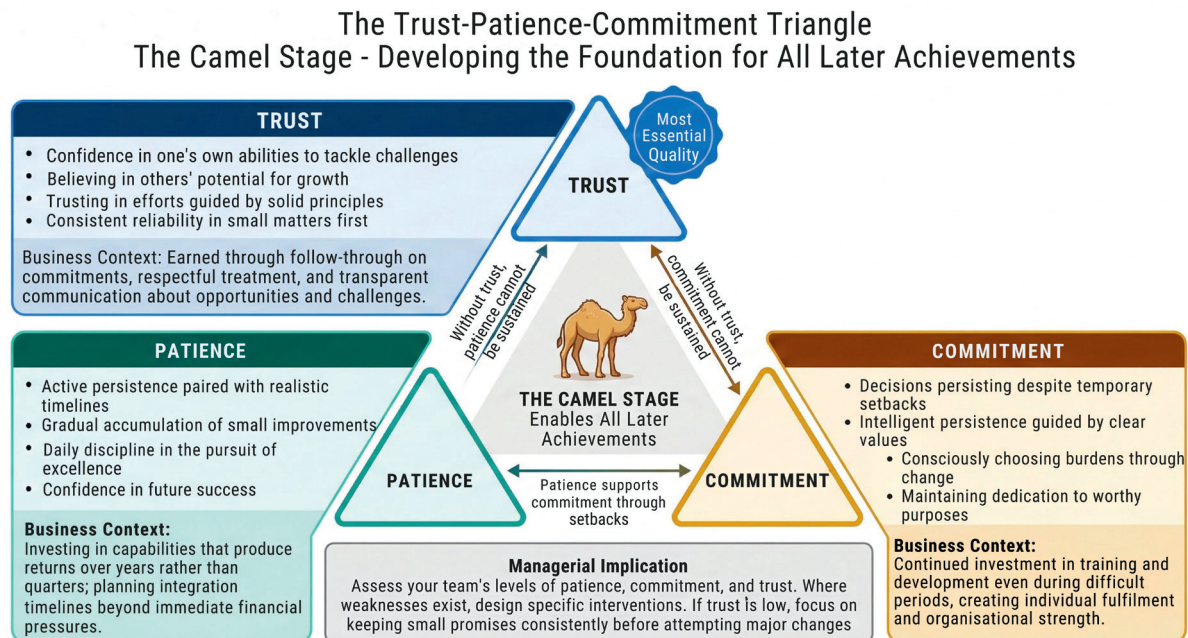 The Trust-Patience-Commitment Triangle
The Camel Stage - Developing the Foundation for All Later Achievements
TRUST
• Confidence in one's own abilities to tackle challenges
• Believing in others' potential for growth
• Trusting in efforts guided by solid principles
• Consistent reliability in small matters first
Business Context: Earned through follow-through on
commitments, respectful treatment, and transparent
communication about opportunities and challenges.
TRUST
Most
Essential
Quality
Without trust,
patience cannot
be sustained
Without trust,
commitment cannot
be sustained
THE CAMEL STAGE
Enables All Later
Achievements
PATIENCE
• Active persistence paired with realistic
timelines
• Gradual accumulation of small improvements
• Daily discipline in the pursuit of
excellence
• Confidence in future success
Business Context:
Investing in capabilities that produce
returns over years rather than
quarters; planning integration
timelines beyond immediate financial
pressures.
PATIENCE
Patience supports
commitment through
setbacks
COMMITMENT
COMMITMENT
• Decisions persisting despite temporary
setbacks
• Intelligent persistence guided by clear
values
• Consciously choosing burdens through
change
• Maintaining dedication to worthy
purposes
Business Context:
Continued investment in training and
development even during difficult
periods, creating individual fulfilment
and organisational strength.
Managerial Implication
Assess your team's levels of patience, commitment, and trust. Where
weaknesses exist, design specific interventions. If trust is low, focus on
keeping small promises consistently before attempting major changes